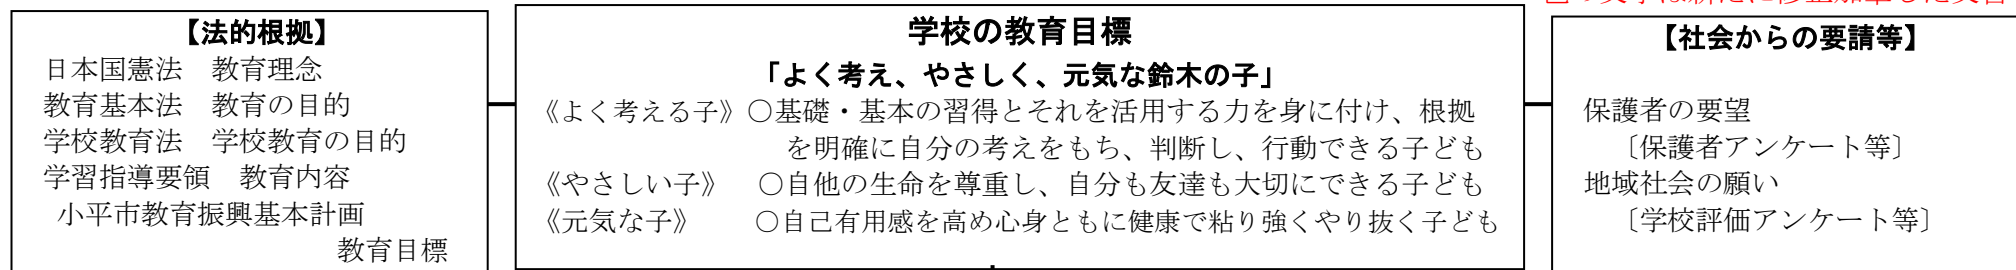 【法的根拠】
日本国憲法　教育理念
教育基本法　教育の目的
学校教育法　学校教育の目的
学習指導要領　教育内容
小平市教育振興基本計画
教育目標
学校の教育目標
「よく考え、やさしく、元気な鈴木の子」
《よく考える子》○基礎・基本の習得とそれを活用する力を身に付け、根拠
を明確に自分の考えをもち、判断し、行動できる子ども
《やさしい子》　○自他の生命を尊重し、自分も友達も大切にできる子ども
《元気な子》　　○自己有用感を高め心身ともに健康で粘り強くやり抜く子ども
【社会からの要請等】
保護者の要望
〔保護者アンケート等〕
地域社会の願い
〔学校評価アンケート等〕